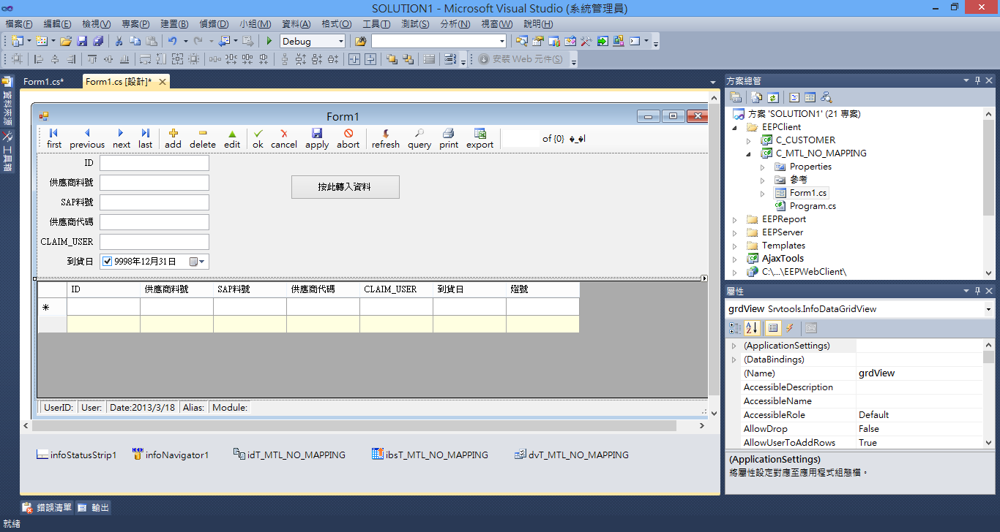 SOLUTION1 - Microsoft Visual Studio (系統管理員)
檔案(F) 編輯(E) 檢視(V) 專案(P) 建置(B) 偵錯(D) 小組(M) 資料(A) 格式(O) 工具(T) 測試(S) 分析(N) 視窗(W) 說明(H)
Debug
安裝 Web 元件(S)
資料來源
工具箱
Form1.cs* Form1.cs [設計]*
Form1
first previous next last add delete edit ok cancel apply abort refresh query print export of {0} �_�l
ID
供應商料號
按此轉入資料
SAP料號
供應商代碼
CLAIM_USER
到貨日 9998年12月31日
ID 供應商料號 SAP料號 供應商代碼 CLAIM_USER 到貨日 燈號
UserID: User: Date:2013/3/18 Alias: Module:
infoStatusStrip1 infoNavigator1 idT_MTL_NO_MAPPING ibsT_MTL_NO_MAPPING dvT_MTL_NO_MAPPING
方案總管
方案 'SOLUTION1' (21 專案)
EEPClient
C_CUSTOMER
C_MTL_NO_MAPPING
Properties
參考
Form1.cs
Program.cs
EEPReport
EEPServer
Templates
AjaxTools
C:\...\EEPWebClient\
屬性
grdView Srvtools.InfoDataGridView
(ApplicationSettings)
(DataBindings)
(Name) grdView
AccessibleDescription
AccessibleName
AccessibleRole Default
AllowDrop False
AllowUserToAddRows True
(ApplicationSettings)
將屬性設定對應至應用程式組態檔。
錯誤清單 輸出
就緒